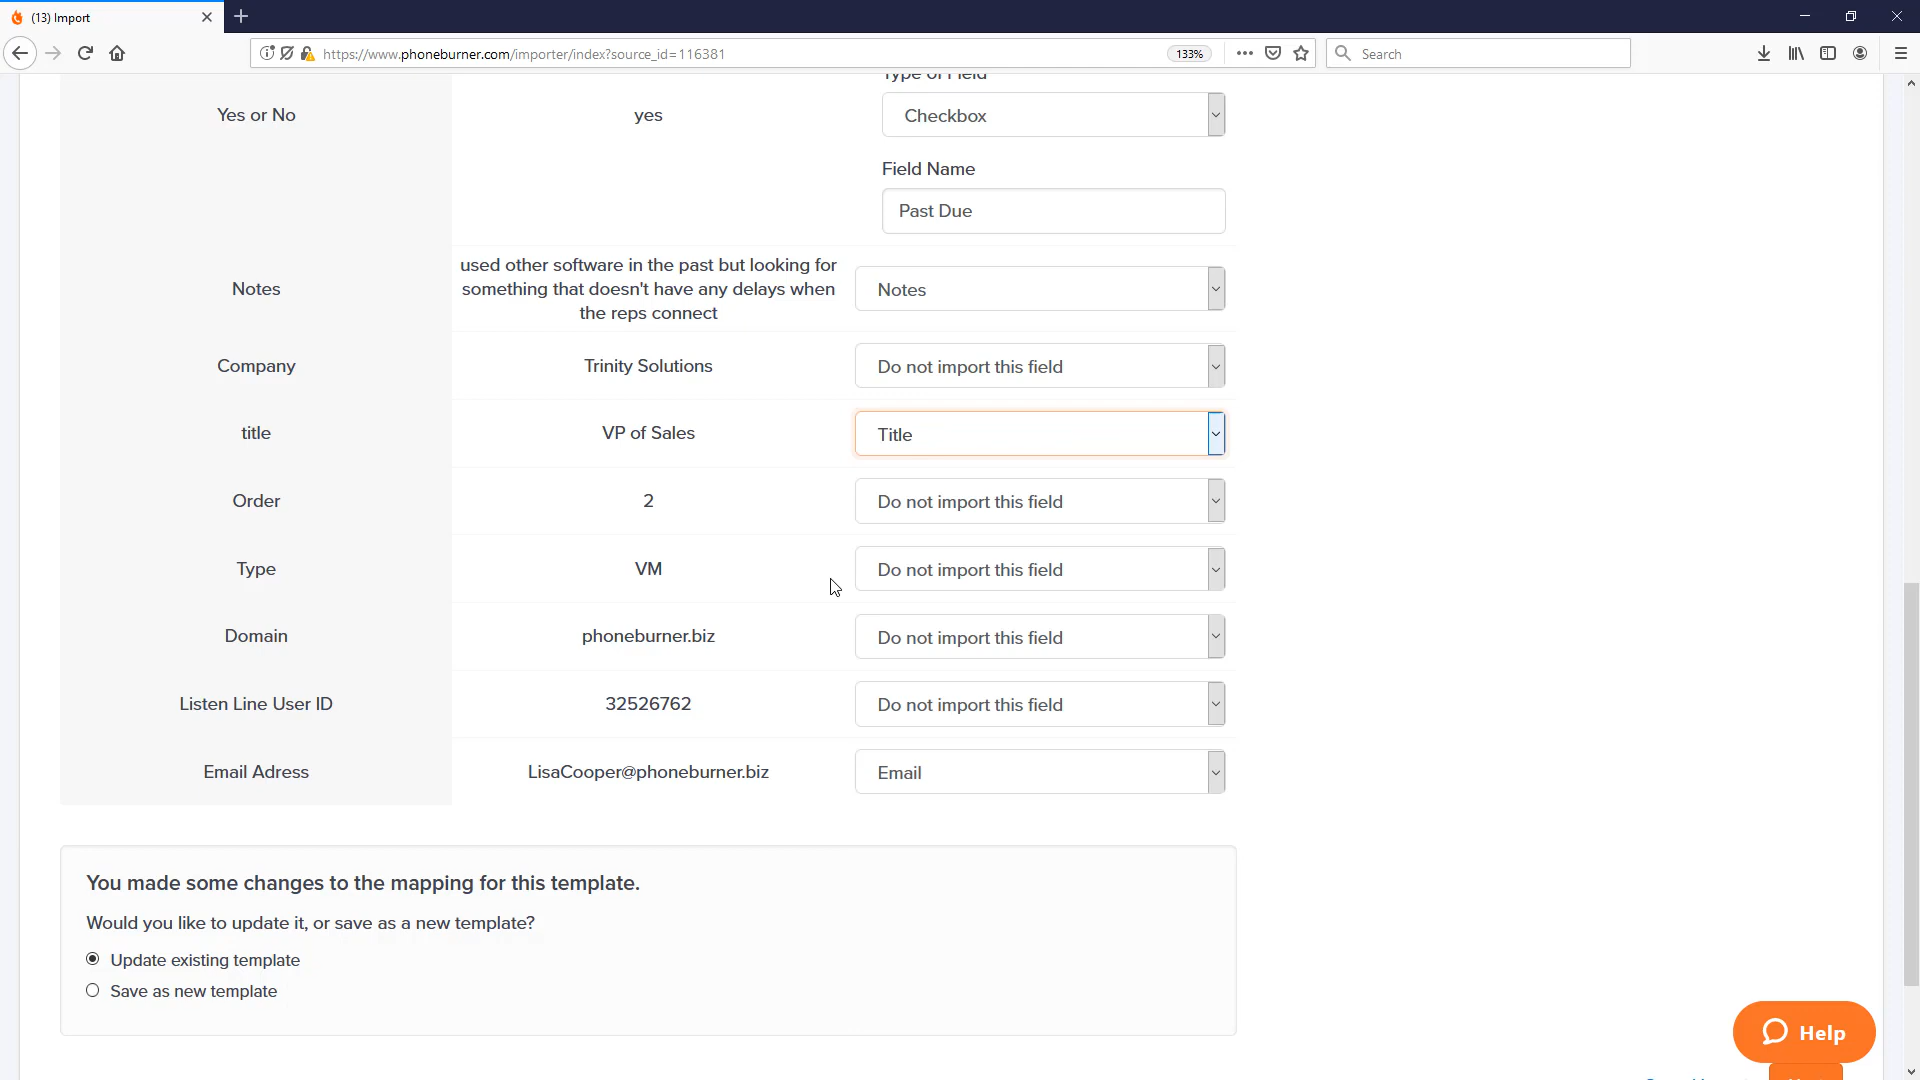 (13) Import
https://www.phoneburner.com/importer/index?source_id=116381
133%
Search
Type of Field
Yes or No
yes
Checkbox
Field Name
Past Due
Notes
used other software in the past but looking for
something that doesn't have any delays when
the reps connect
Notes
Company
Trinity Solutions
Do not import this field
title
VP of Sales
Title
Order
2
Do not import this field
Type
VM
Do not import this field
Domain
phoneburner.biz
Do not import this field
Listen Line User ID
32526762
Do not import this field
Email Adress
LisaCooper@phoneburner.biz
Email
You made some changes to the mapping for this template.
Would you like to update it, or save as a new template?
Update existing template
Save as new template
Help